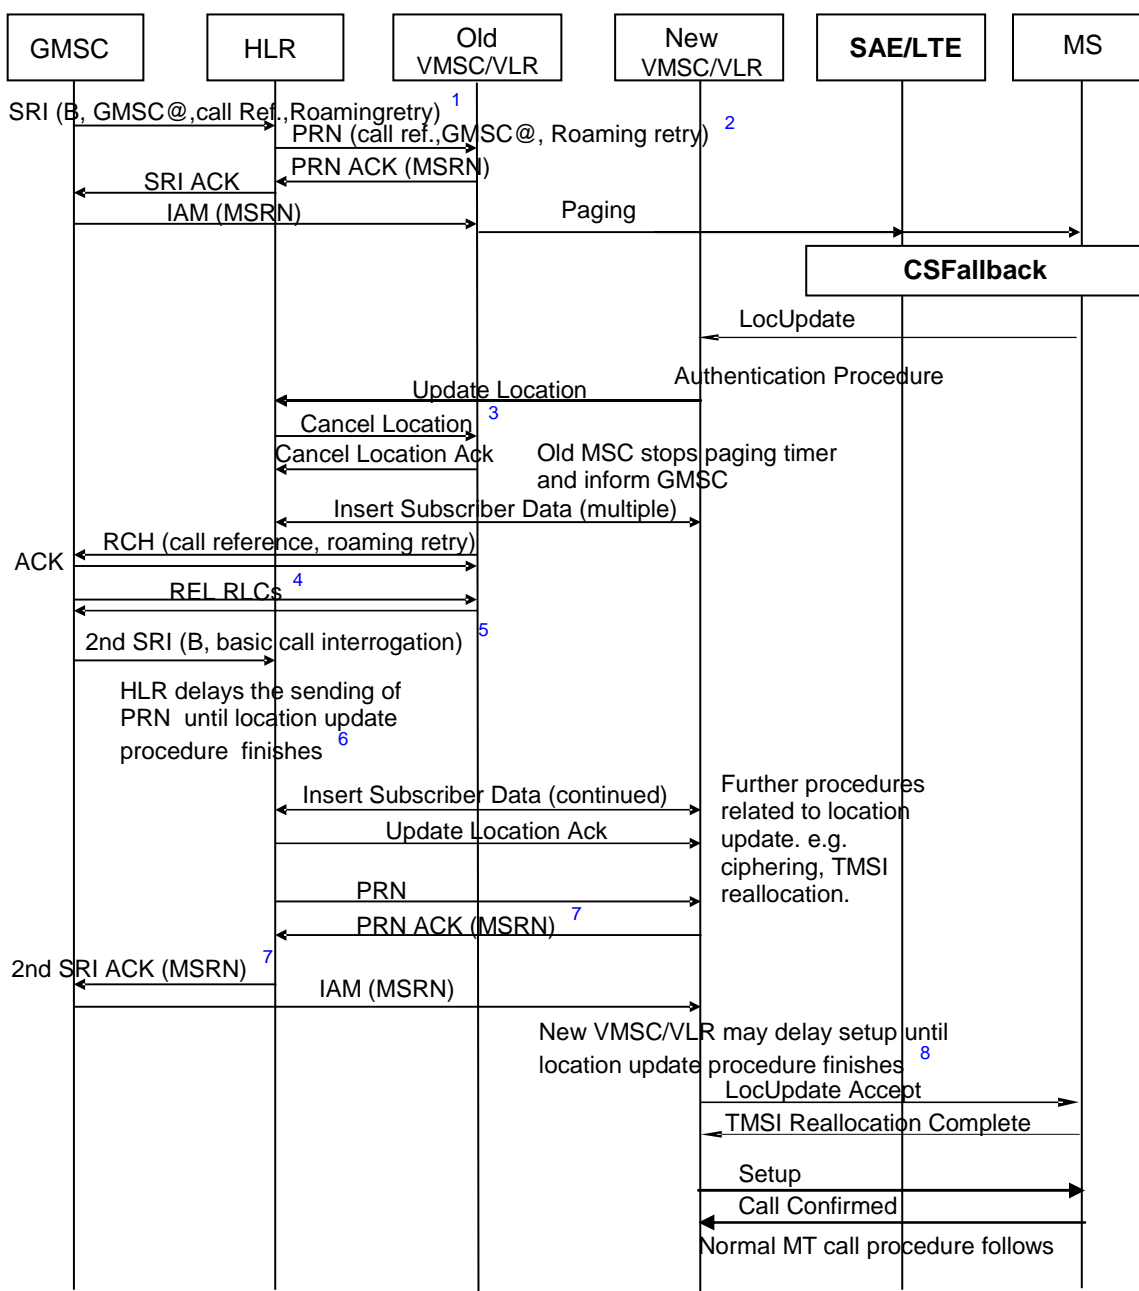 GMSC
HLR
Old
VMSC/VLR
New
VMSC/VLR
SAE/LTE
MS
SRI (B, GMSC@,call Ref.,Roamingretry) 1
PRN (call ref.,GMSC@, Roaming retry) 2
PRN ACK (MSRN)
SRI ACK
IAM (MSRN)
Paging
CSFallback
LocUpdate
Authentication Procedure
Update Location
Cancel Location 3
Cancel Location Ack
Old MSC stops paging timer
and inform GMSC
Insert Subscriber Data (multiple)
RCH (call reference, roaming retry)
ACK
REL RLCs 4
2nd SRI (B, basic call interrogation) 5
HLR delays the sending of
PRN until location update
procedure finishes 6
Insert Subscriber Data (continued)
Update Location Ack
Further procedures
related to location
update. e.g.
ciphering, TMSI
reallocation.
PRN
PRN ACK (MSRN) 7
2nd SRI ACK (MSRN) 7
IAM (MSRN)
New VMSC/VLR may delay setup until
location update procedure finishes 8
LocUpdate Accept
TMSI Reallocation Complete
Setup
Call Confirmed
Normal MT call procedure follows